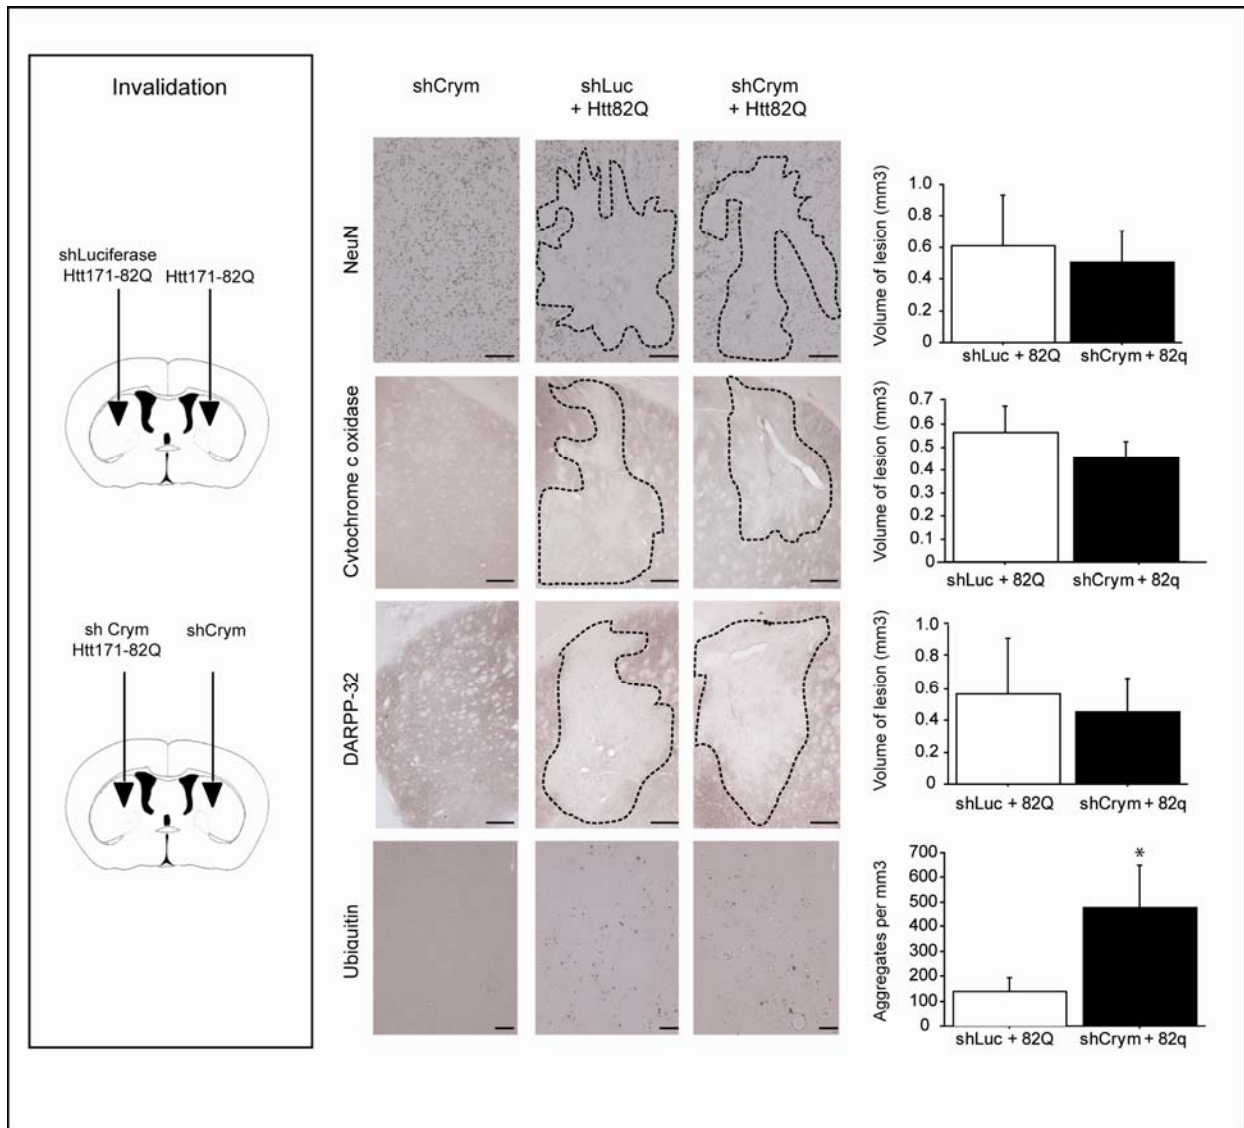 Invalidation
shLuciferase
Htt171-82Q
Htt171-82Q
sh Crym
Htt171-82Q
shCrym
shCrym
shLuc
+ Htt82Q
shCrym
+ Htt82Q
NeuN
Cytochrome c oxidase
DARPP-32
Ubiquitin
Volume of lesion (mm3)
1.0
0.8
0.6
0.4
0.2
0
shLuc + 82Q
shCrym + 82q
Volume of lesion (mm3)
0.7
0.6
0.5
0.4
0.3
0.2
0.1
0
shLuc + 82Q
shCrym + 82q
Volume of lesion (mm3)
1.0
0.8
0.6
0.4
0.2
0
shLuc + 82Q
shCrym + 82q
Aggregates per mm3
700
600
500
400
300
200
100
0
*
shLuc + 82Q
shCrym + 82q